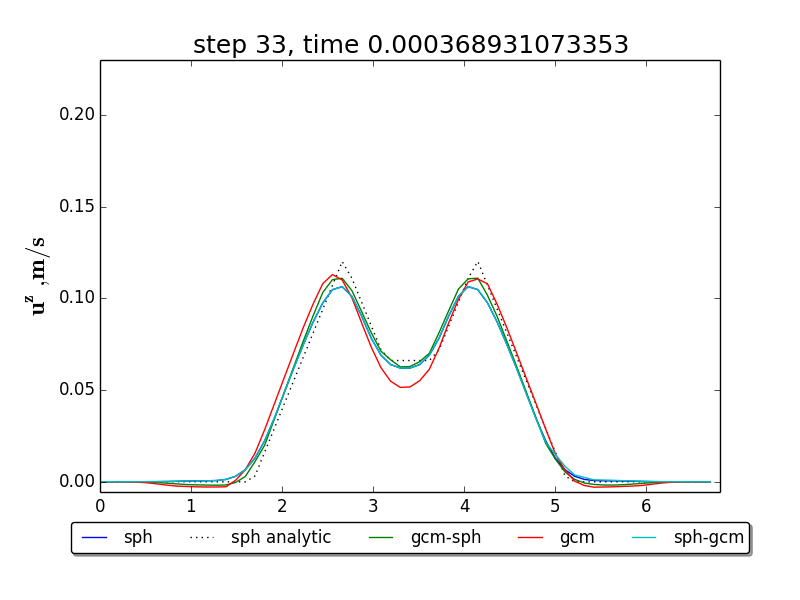 step 33, time 0.000368931073353
0.20
0.15
0.10
0.05
0.00
u^z ,m/s
0 1 2 3 4 5 6
sph sph analytic gcm-sph gcm sph-gcm